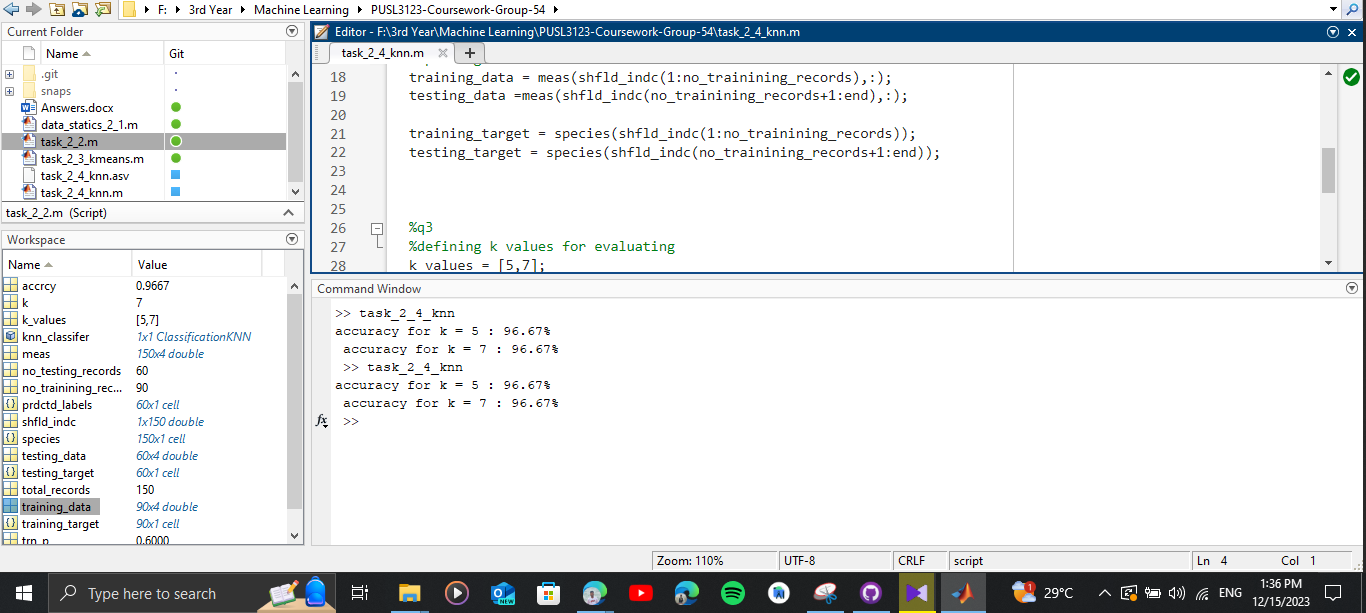 F: ▸ 3rd Year ▸ Machine Learning ▸ PUSL3123-Coursework-Group-54 ▸
Current Folder
Name Git
.git
snaps
Answers.docx
data_statics_2_1.m
task_2_2.m
task_2_3_kmeans.m
task_2_4_knn.asv
task_2_4_knn.m
task_2_2.m (Script)
Workspace
Name Value
accrcy 0.9667
k 7
k_values [5,7]
knn_classifer 1x1 ClassificationKNN
meas 150x4 double
no_testing_records 60
no_trainining_rec... 90
prdctd_labels 60x1 cell
shfld_indc 1x150 double
species 150x1 cell
testing_data 60x4 double
testing_target 60x1 cell
total_records 150
training_data 90x4 double
training_target 90x1 cell
trn_p 0.6000
Editor - F:\3rd Year\Machine Learning\PUSL3123-Coursework-Group-54\task_2_4_knn.m
task_2_4_knn.m
18 training_data = meas(shfld_indc(1:no_trainining_records),:);
19 testing_data =meas(shfld_indc(no_trainining_records+1:end),:);
20
21 training_target = species(shfld_indc(1:no_trainining_records));
22 testing_target = species(shfld_indc(no_trainining_records+1:end));
23
24
25
26 %q3
27 %defining k values for evaluating
28 k_values = [5,7];
Command Window
>> task_2_4_knn
accuracy for k = 5 : 96.67%
accuracy for k = 7 : 96.67%
>> task_2_4_knn
accuracy for k = 5 : 96.67%
accuracy for k = 7 : 96.67%
fx >>
Zoom: 110% UTF-8 CRLF script Ln 4 Col 1
Type here to search
NEW
29°C ENG
1:36 PM
12/15/2023